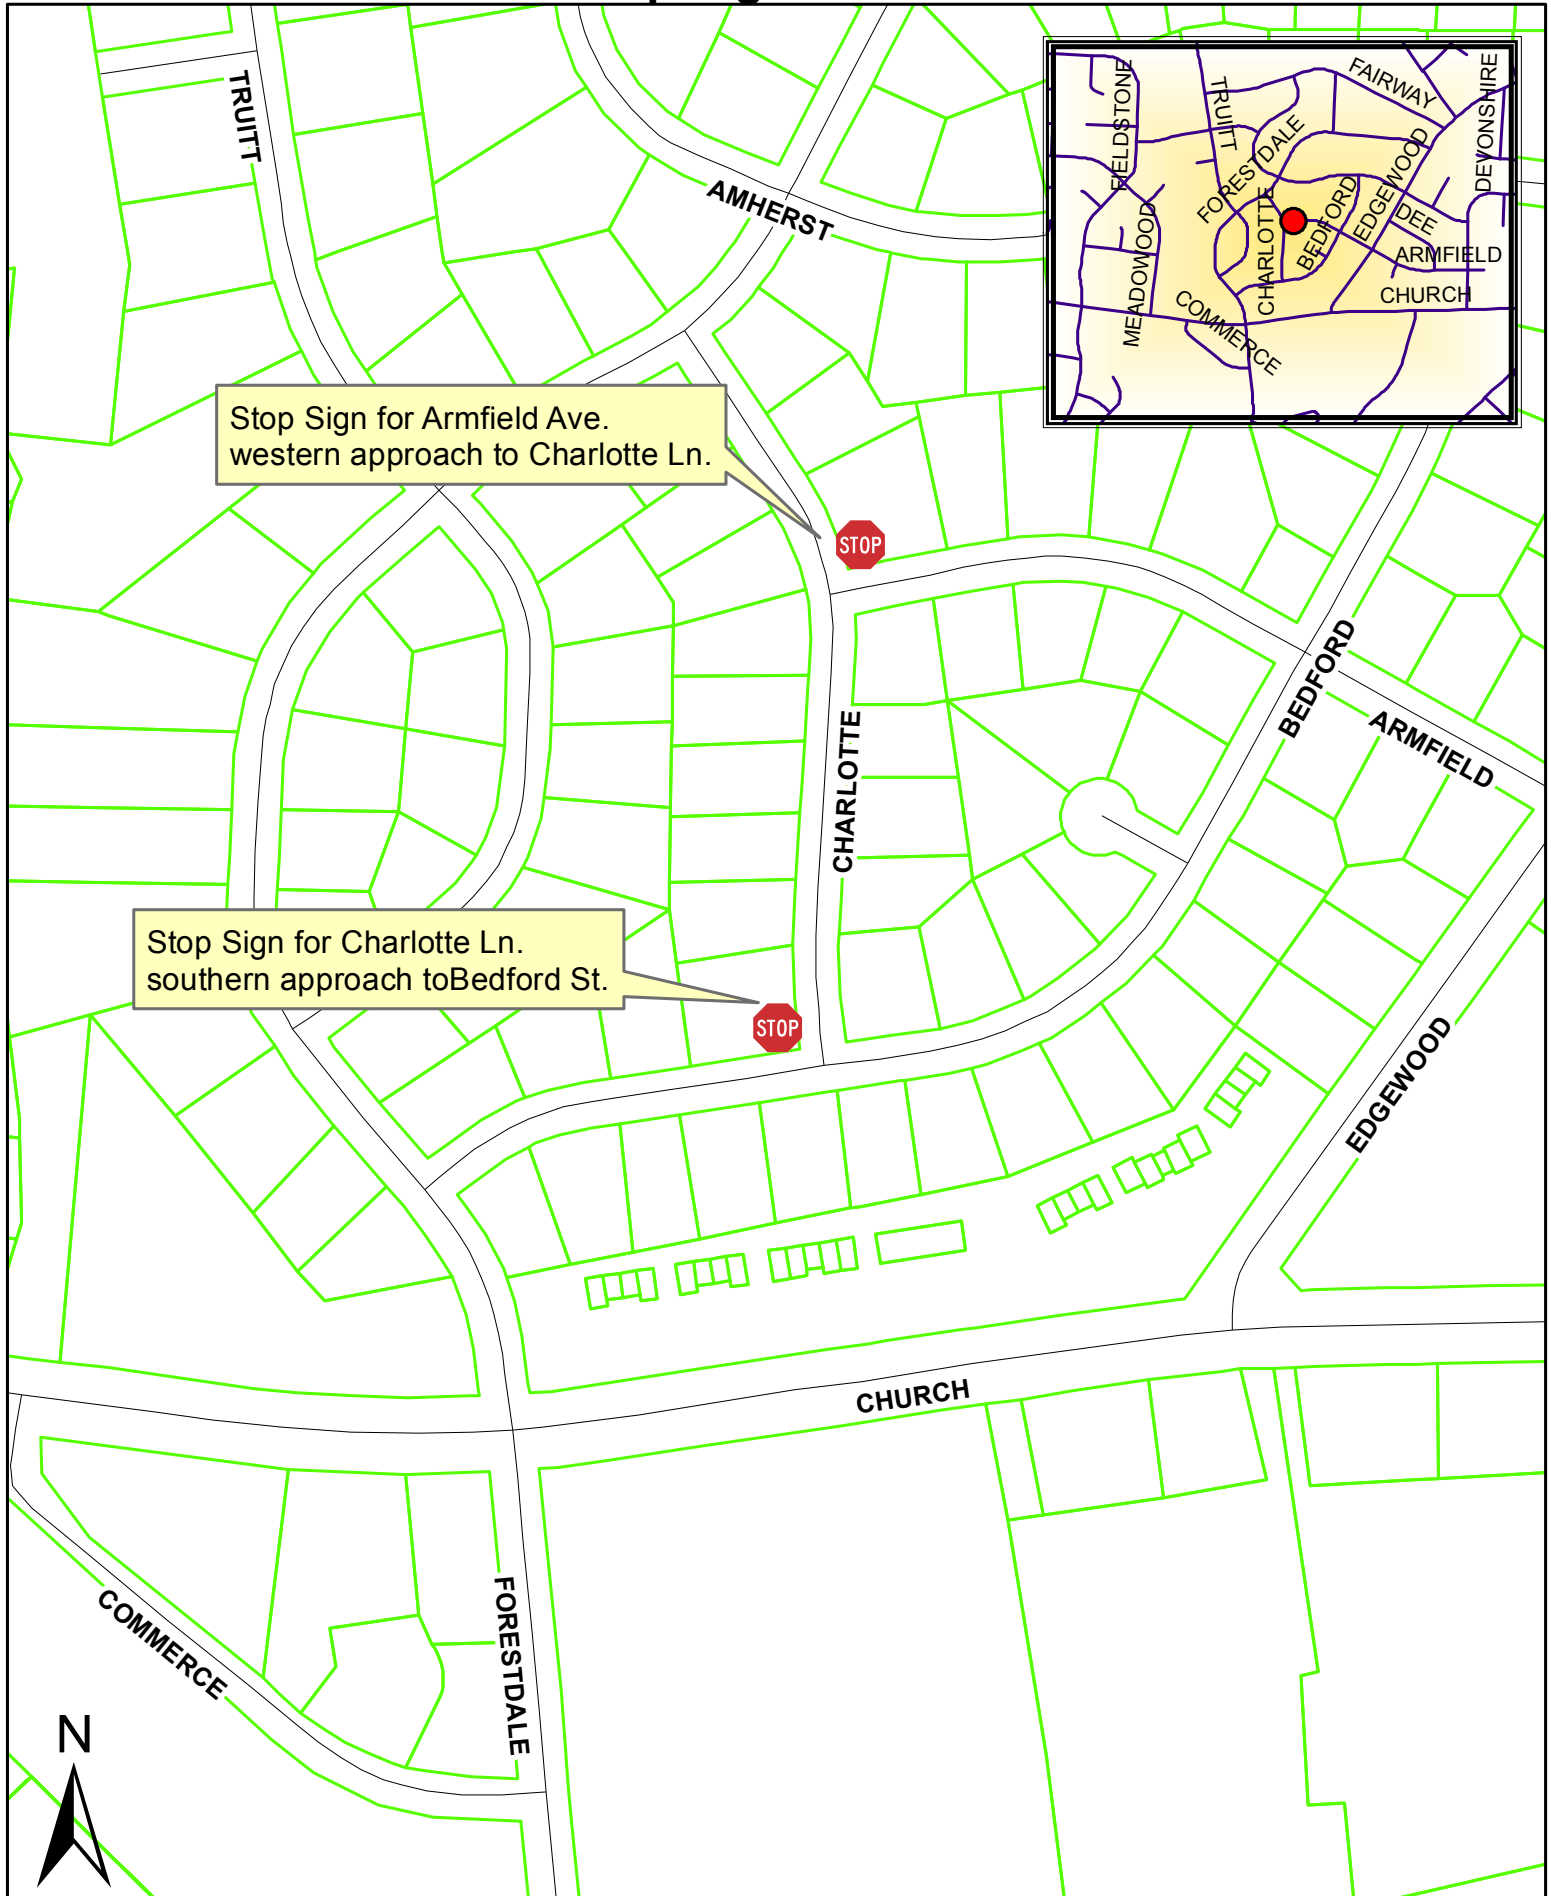 TRUITT
AMHERST
FIELDSTONE
TRUITT
FAIRWAY
DEVONSHIRE
FORESTDALE
EDGEWOOD
MEADOWOOD
CHARLOTTE
BEDFORD
DEE
ARMFIELD
CHURCH
COMMERCE
Stop Sign for Armfield Ave.
western approach to Charlotte Ln.
STOP
BEDFORD
ARMFIELD
CHARLOTTE
Stop Sign for Charlotte Ln.
southern approach toBedford St.
STOP
EDGEWOOD
CHURCH
COMMERCE
FORESTDALE
N